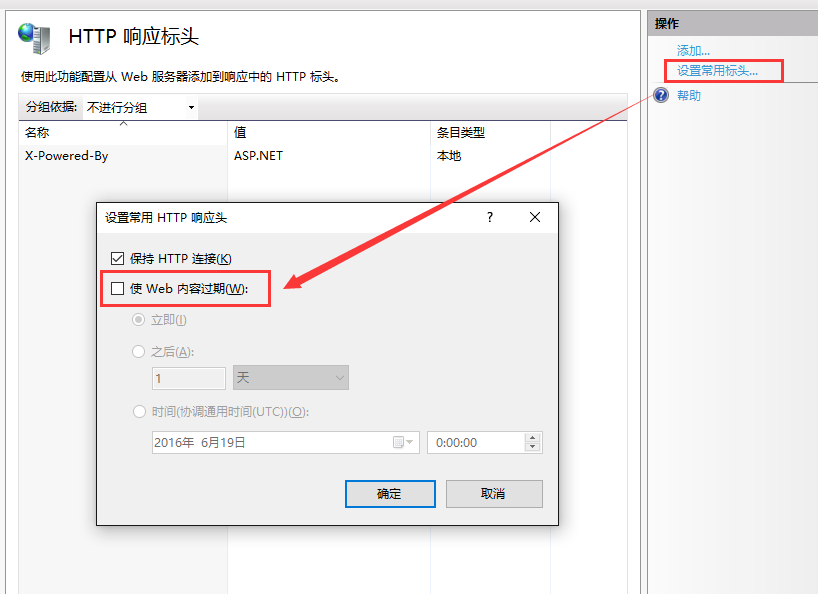 HTTP 响应标头
使用此功能配置从 Web 服务器添加到响应中的 HTTP 标头。
分组依据: 不进行分组
名称 值 条目类型
X-Powered-By ASP.NET 本地
设置常用 HTTP 响应头 ?
保持 HTTP 连接(K)
使 Web 内容过期(W):
立即(I)
之后(A):
1 天
时间(协调通用时间(UTC))(O):
2016年 6月19日 0:00:00
确定 取消
操作
添加...
设置常用标头...
? 帮助